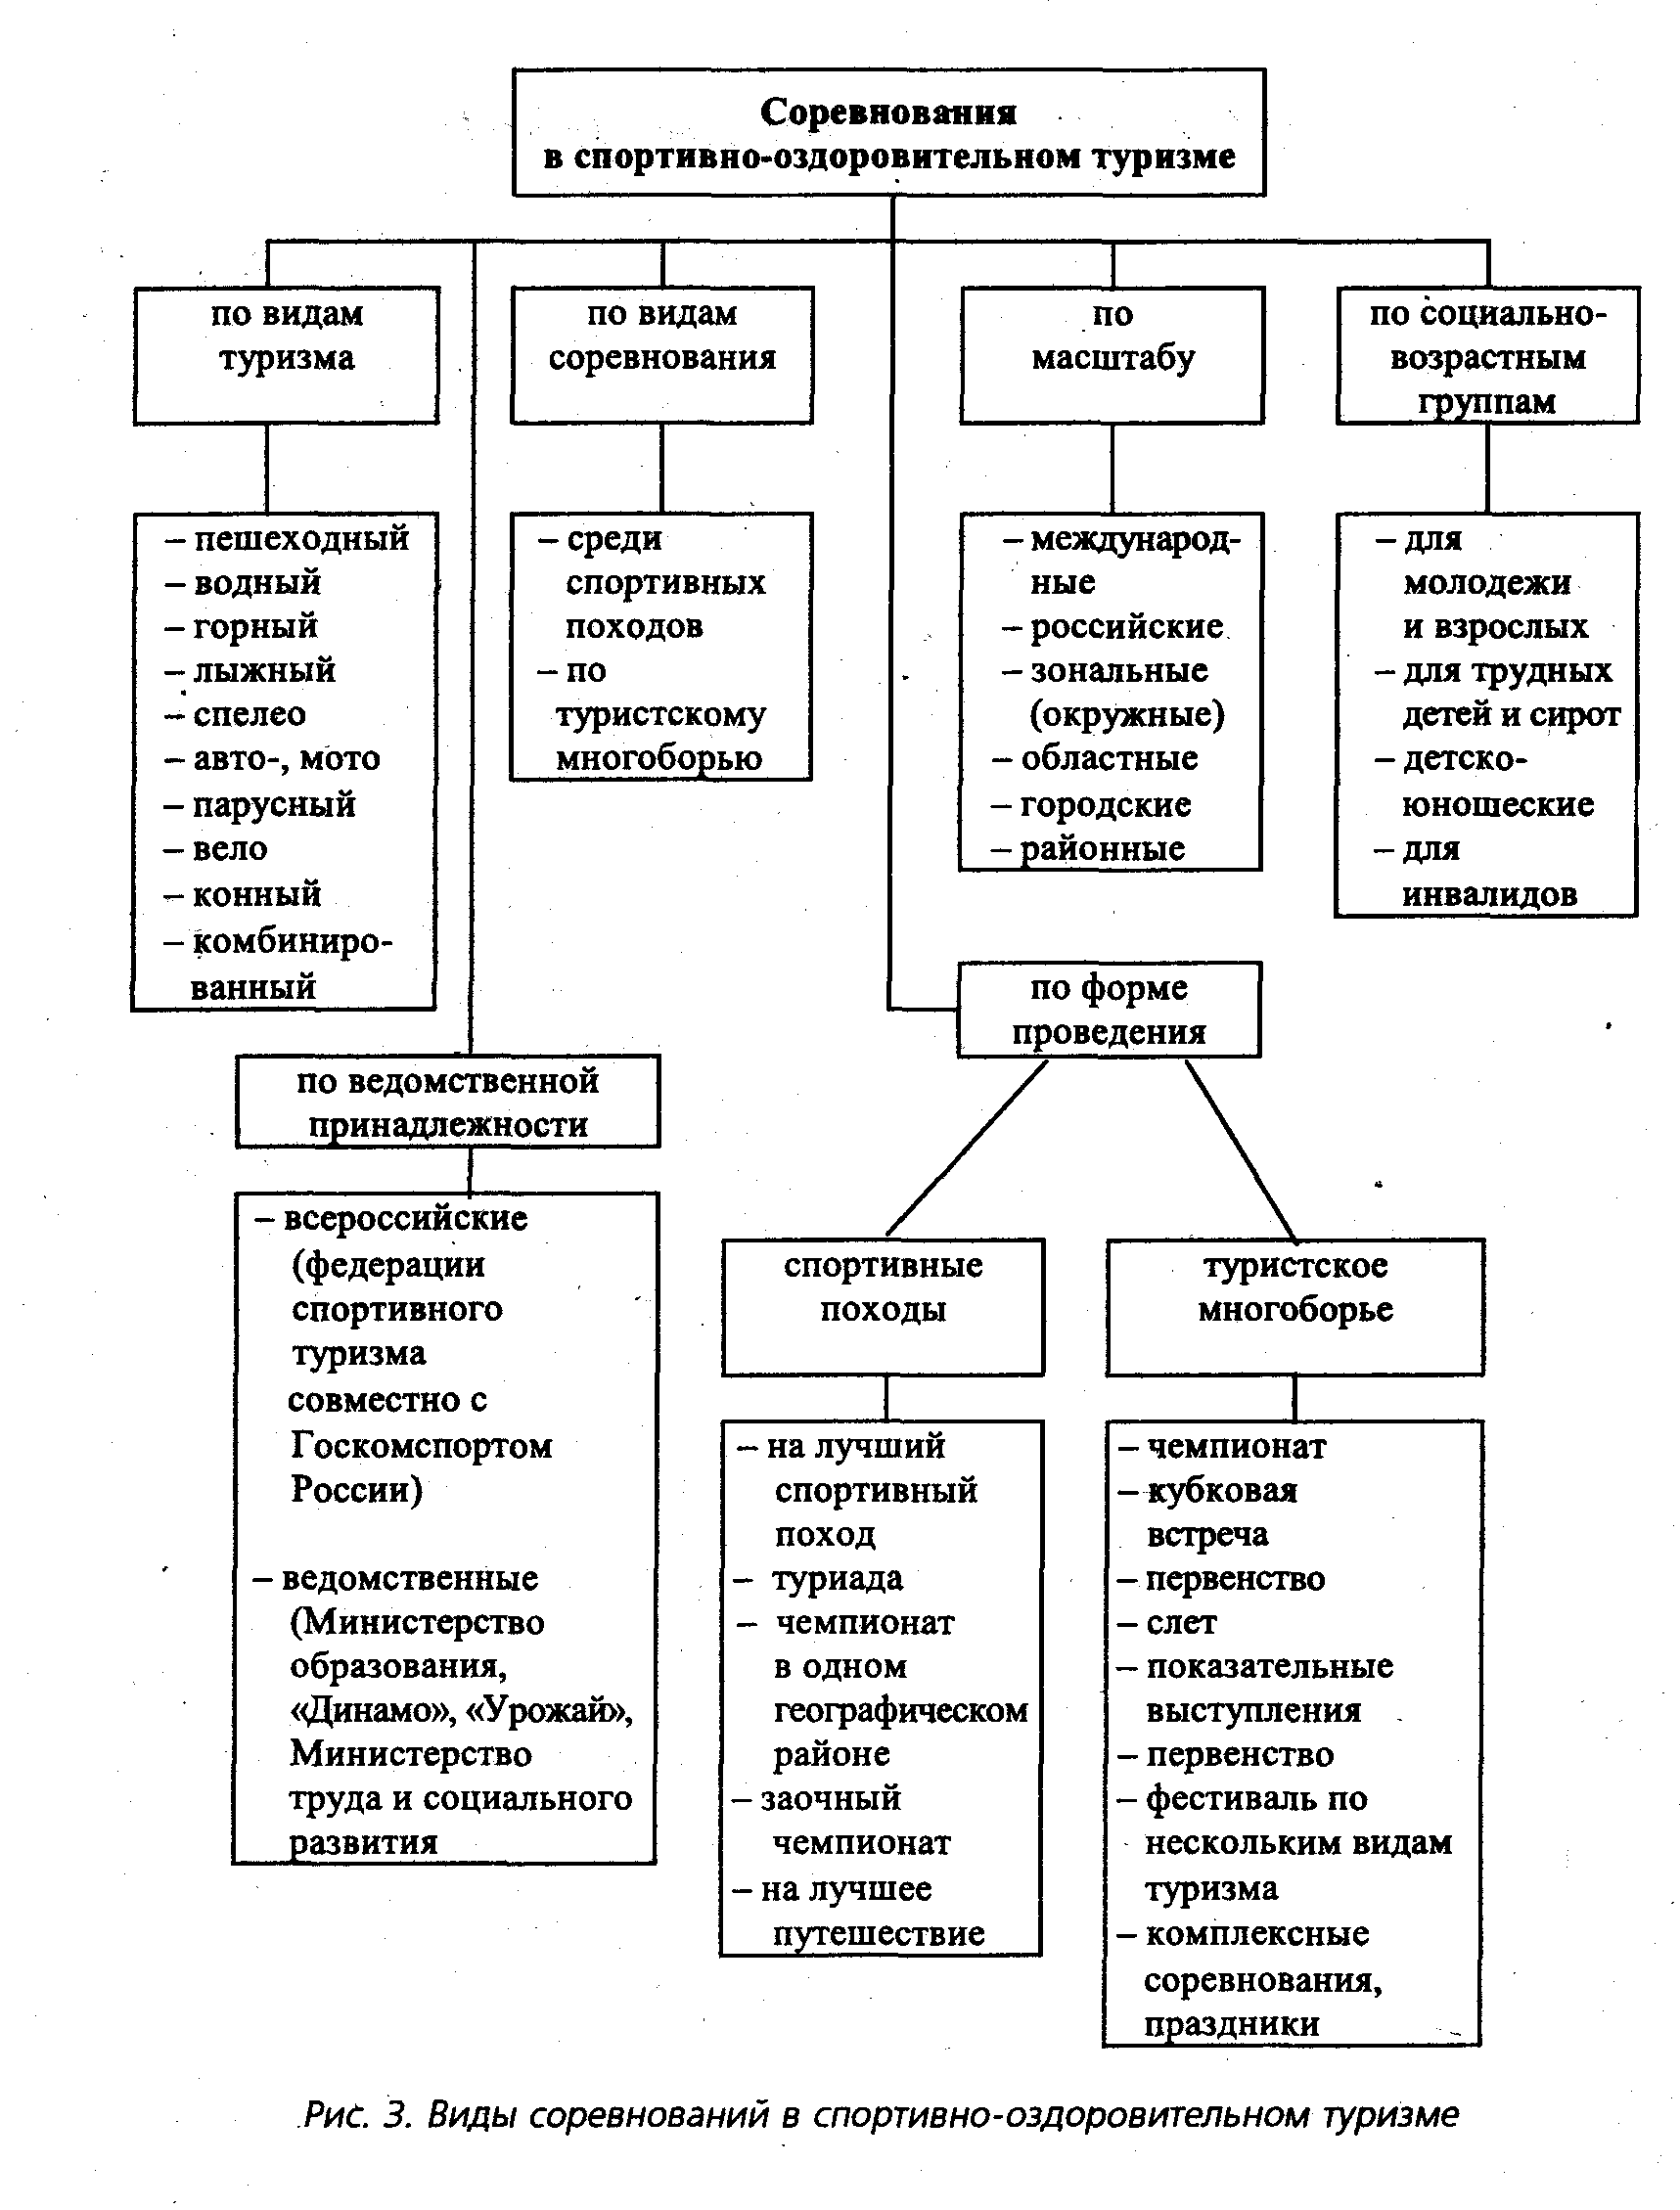 Соревнования
в спортивно-оздоровительном туризме
по видам
туризма
по видам
соревнования
по
масштабу
по социально-
возрастным
группам
– пешеходный
– водный
– горный
– лыжный
– спелео
– авто-, мото
– парусный
– вело
– конный
– комбиниро-
ванный
– среди
спортивных
походов
– по
туристскому
многоборью
– международ-
ные
– российские
– зональные
(окружные)
– областные
– городские
– районные
– для
молодежи
и взрослых
– для трудных
детей и сирот
– детско-
юношеские
– для
инвалидов
по ведомственной
принадлежности
– всероссийские
(федерации
спортивного
туризма
совместно с
Госкомспортом
России)
– ведомственные
(Министерство
образования,
«Динамо», «Урожай»,
Министерство
труда и социального
развития
по форме
проведения
спортивные
походы
– на лучший
спортивный
поход
– туриада
– чемпионат
в одном
географическом
районе
– заочный
чемпионат
– на лучшее
путешествие
туристское
многоборье
– чемпионат
– кубковая
встреча
– первенство
– слет
– показательные
выступления
– первенство
– фестиваль по
нескольким видам
туризма
– комплексные
соревнования,
праздники
Рис. 3. Виды соревнований в спортивно-оздоровительном туризме